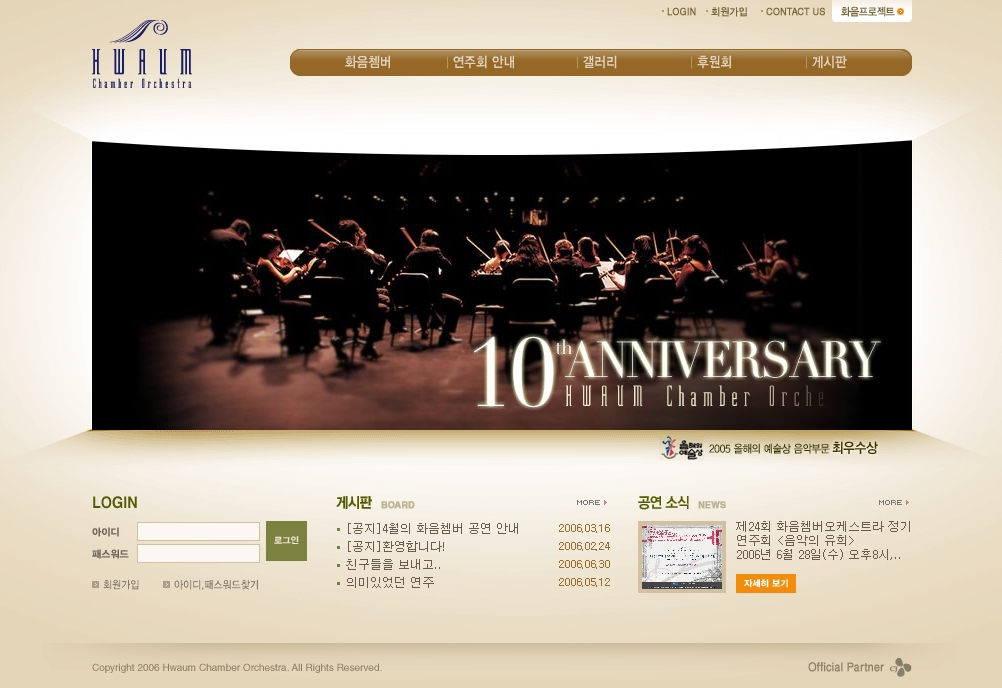 · LOGIN · 회원가입 · CONTACT US 화음프로젝트
HWAUM
Chamber Orchestra
화음쳄버 연주회 안내 갤러리 후원회 게시판
10th ANNIVERSARY
HWAUM Chamber Orche
올해의 예술상 2005 올해의 예술상 음악부문 최우수상
LOGIN
아이디
패스워드
로그인
회원가입 아이디,패스워드찾기
게시판 BOARD MORE
[공지]4월의 화음쳄버 공연 안내 2006.03.16
[공지]환영합니다! 2006.02.24
친구들을 보내고.. 2006.06.30
의미있었던 연주 2006.05.12
공연 소식 NEWS MORE
제24회 화음쳄버오케스트라 정기
연주회 <음악의 유희>
2006년 6월 28일(수) 오후8시,..
자세히 보기
Copyright 2006 Hwaum Chamber Orchestra. All Rights Reserved.
Official Partner CJ